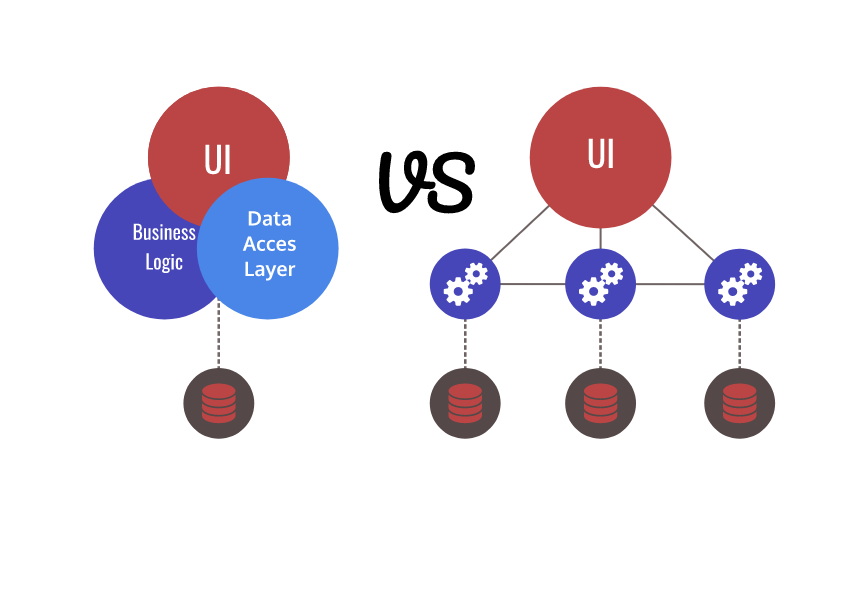 UI
Business
Logic
Data
Acces
Layer
VS
UI